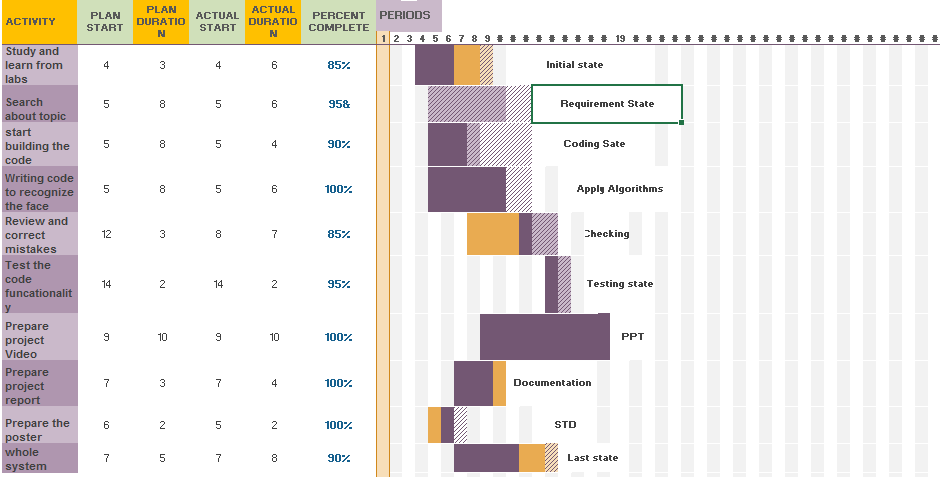 ACTIVITY PLAN START PLAN DURATIO N ACTUAL START ACTUAL DURATIO N PERCENT COMPLETE PERIODS
1 2 3 4 5 6 7 8 9 # # # # # # # # # 19 # # # # # # # # # # # # # # # # # # # # # # #
Study and learn from labs 4 3 4 6 85% Initial state
Search about topic 5 8 5 6 95& Requirement State
start building the code 5 8 5 4 90% Coding Sate
Writing code to recognize the face 5 8 5 6 100% Apply Algorithms
Review and correct mistakes 12 3 8 7 85% Checking
Test the code funcationalit y 14 2 14 2 95% Testing state
Prepare project Video 9 10 9 10 100% PPT
Prepare project report 7 3 7 4 100% Documentation
Prepare the poster 6 2 5 2 100% STD
whole system 7 5 7 8 90% Last state